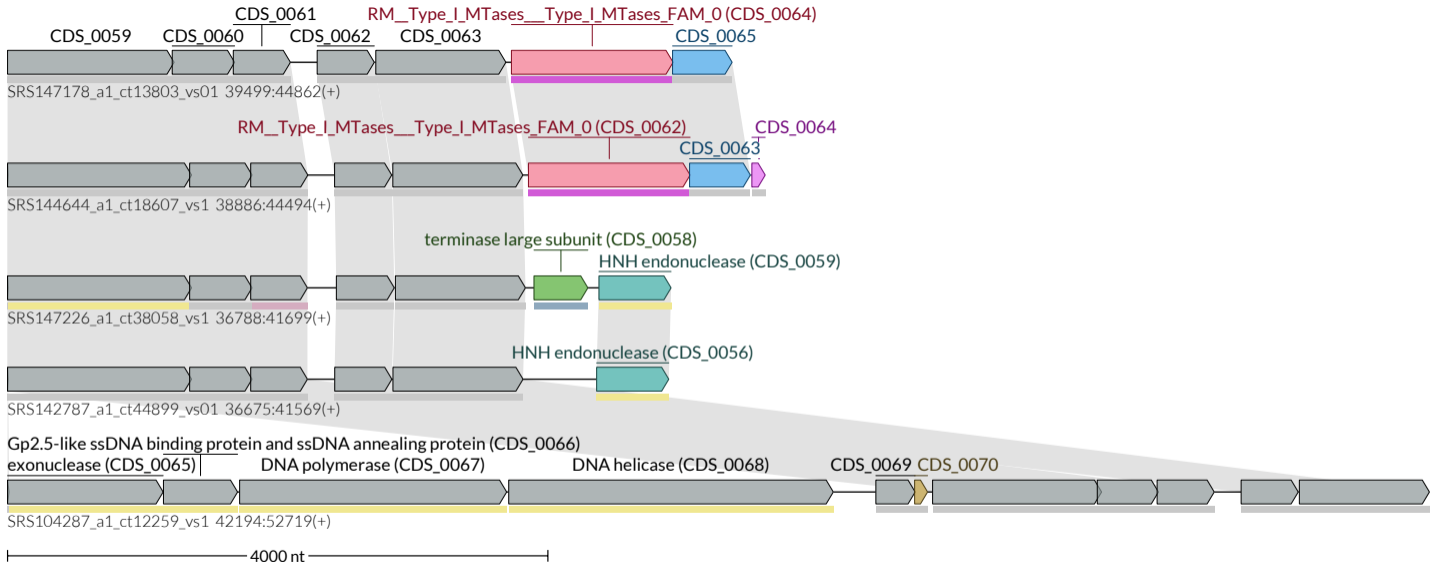 CDS_0061
RM__Type_I_MTases___Type_I_MTases_FAM_0 (CDS_0064)
CDS_0059 CDS_0060 CDS_0062 CDS_0063 CDS_0065
SRS147178_a1_ct13803_vs01 39499:44862(+)
RM__Type_I_MTases___Type_I_MTases_FAM_0 (CDS_0062) CDS_0064
CDS_0063
SRS144644_a1_ct18607_vs1 38886:44494(+)
terminase large subunit (CDS_0058)
HNH endonuclease (CDS_0059)
SRS147226_a1_ct38058_vs1 36788:41699(+)
HNH endonuclease (CDS_0056)
SRS142787_a1_ct44899_vs01 36675:41569(+)
Gp2.5-like ssDNA binding protein and ssDNA annealing protein (CDS_0066)
exonuclease (CDS_0065) DNA polymerase (CDS_0067) DNA helicase (CDS_0068) CDS_0069 CDS_0070
SRS104287_a1_ct12259_vs1 42194:52719(+)
4000 nt